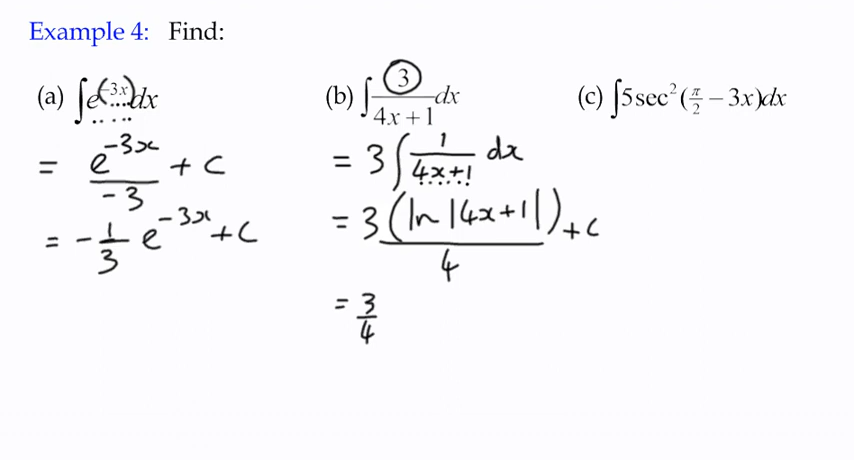 Example 4: Find:
(a) ∫e^(-3x)dx
= e^(-3x)/-3 + c
= -1/3 e^(-3x) + c
(b) ∫3/(4x+1) dx
= 3∫1/(4x+1) dx
= 3(ln|4x+1|)/4 + c
= 3/4
(c) ∫5sec²(π/2 − 3x)dx